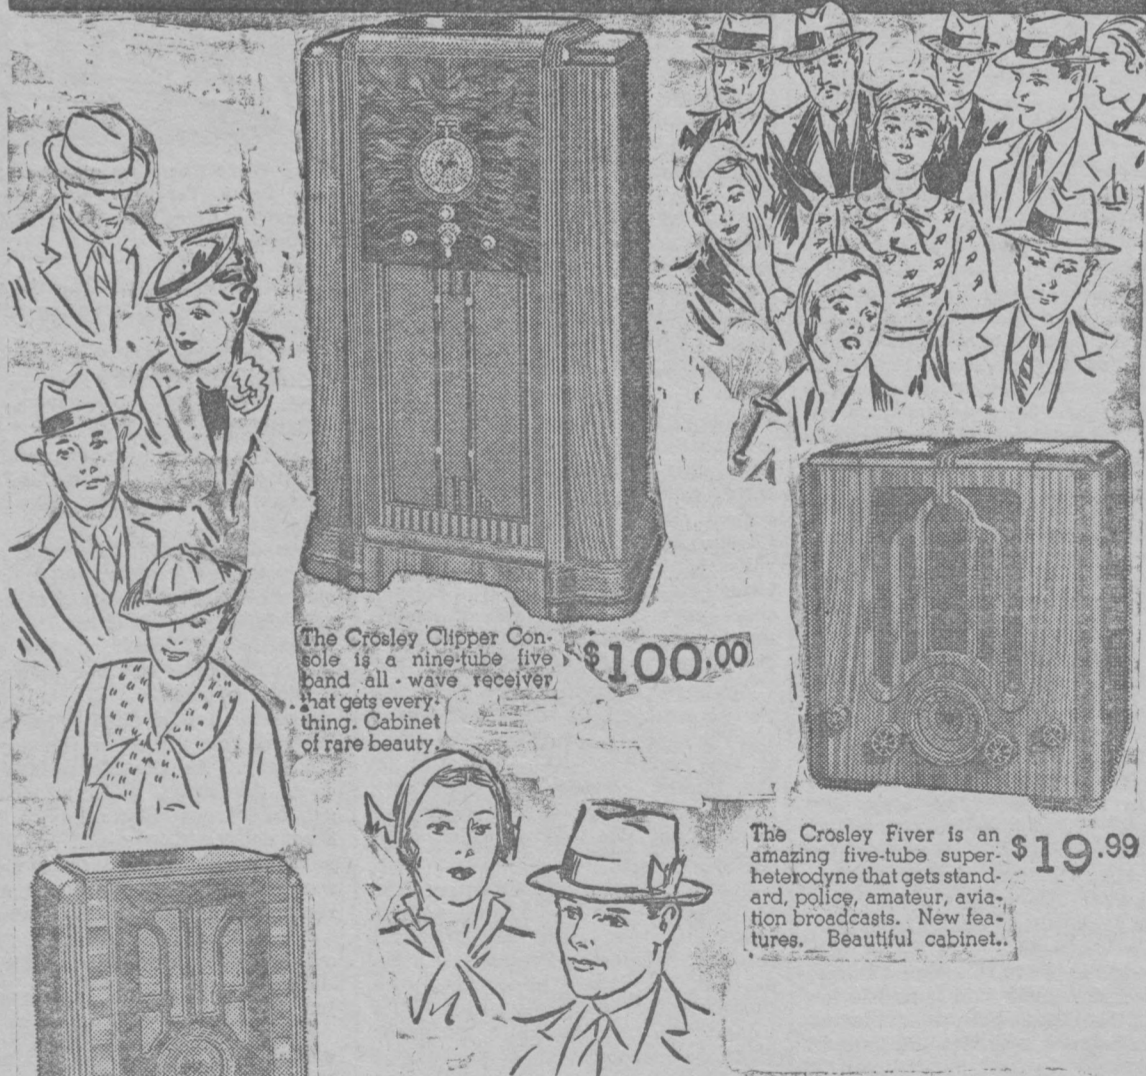 The Crosley Clipper Con-
sole is a nine-tube five
band all-wave receiver
that gets every-
thing. Cabinet
of rare beauty.
$100.00
The Crosley Fiver is an
amazing five-tube super-
heterodyne that gets stand-
ard, police, amateur, avia-
tion broadcasts. New fea-
tures. Beautiful cabinet..
$19.99